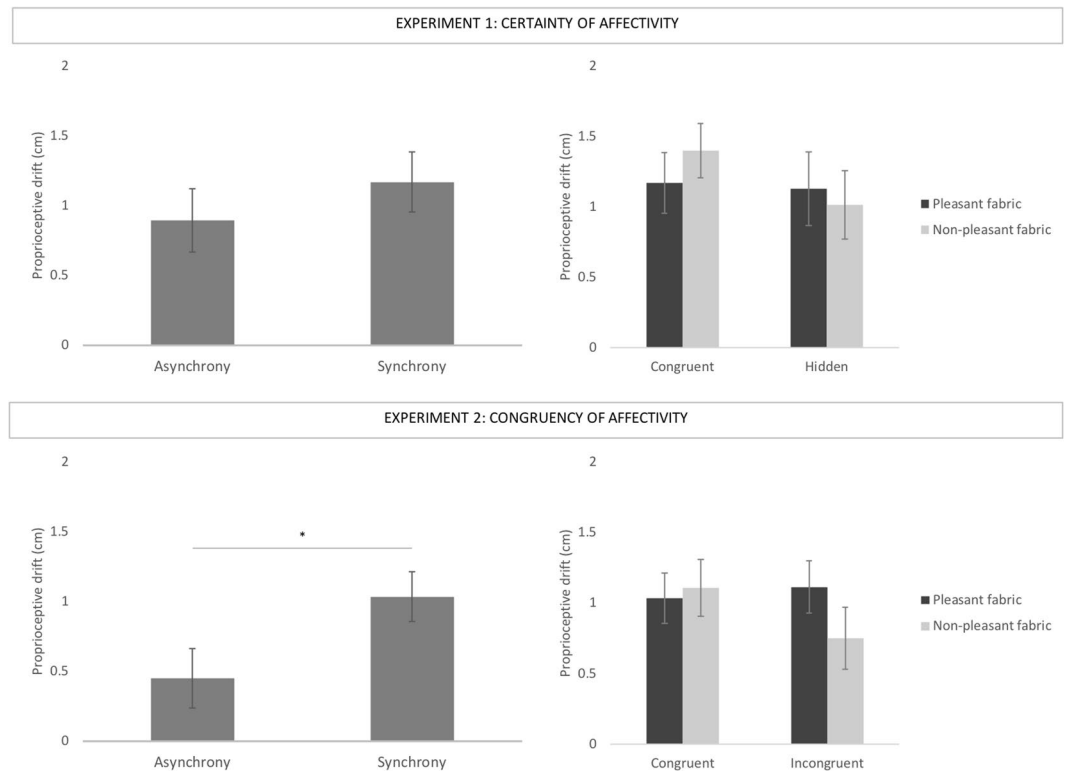 EXPERIMENT 1: CERTAINTY OF AFFECTIVITY
Proprioceptive drift (cm)
2
1.5
1
0.5
0
Asynchrony
Synchrony
Proprioceptive drift (cm)
2
1.5
1
0.5
0
Congruent
Hidden
Pleasant fabric
Non-pleasant fabric
EXPERIMENT 2: CONGRUENCY OF AFFECTIVITY
Proprioceptive drift (cm)
2
1.5
1
0.5
0
*
Asynchrony
Synchrony
Proprioceptive drift (cm)
2
1.5
1
0.5
0
Congruent
Incongruent
Pleasant fabric
Non-pleasant fabric